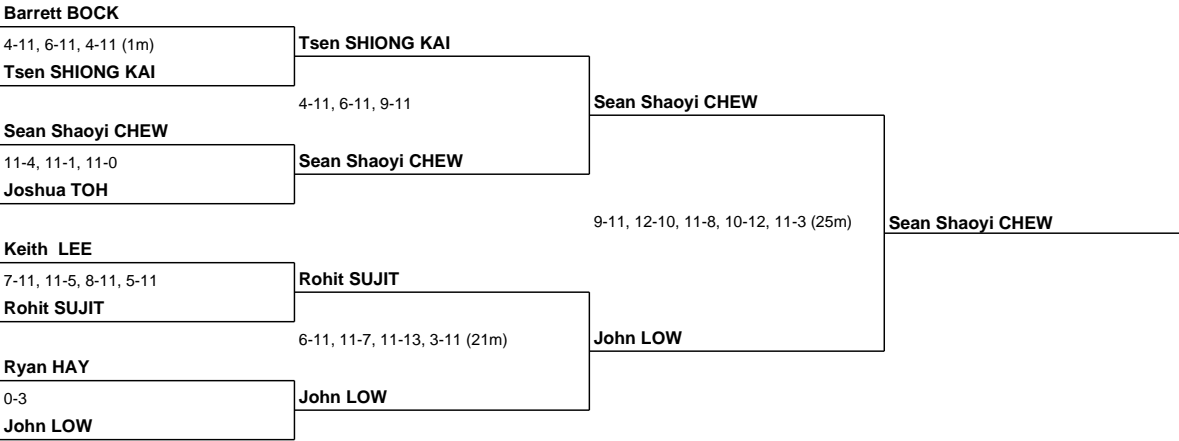 Barrett BOCK
4-11, 6-11, 4-11 (1m)
Tsen SHIONG KAI
Tsen SHIONG KAI
4-11, 6-11, 9-11
Sean Shaoyi CHEW
Sean Shaoyi CHEW
11-4, 11-1, 11-0
Sean Shaoyi CHEW
Joshua TOH
9-11, 12-10, 11-8, 10-12, 11-3 (25m)
Sean Shaoyi CHEW
Keith  LEE
7-11, 11-5, 8-11, 5-11
Rohit SUJIT
Rohit SUJIT
6-11, 11-7, 11-13, 3-11 (21m)
John LOW
Ryan HAY
0-3
John LOW
John LOW